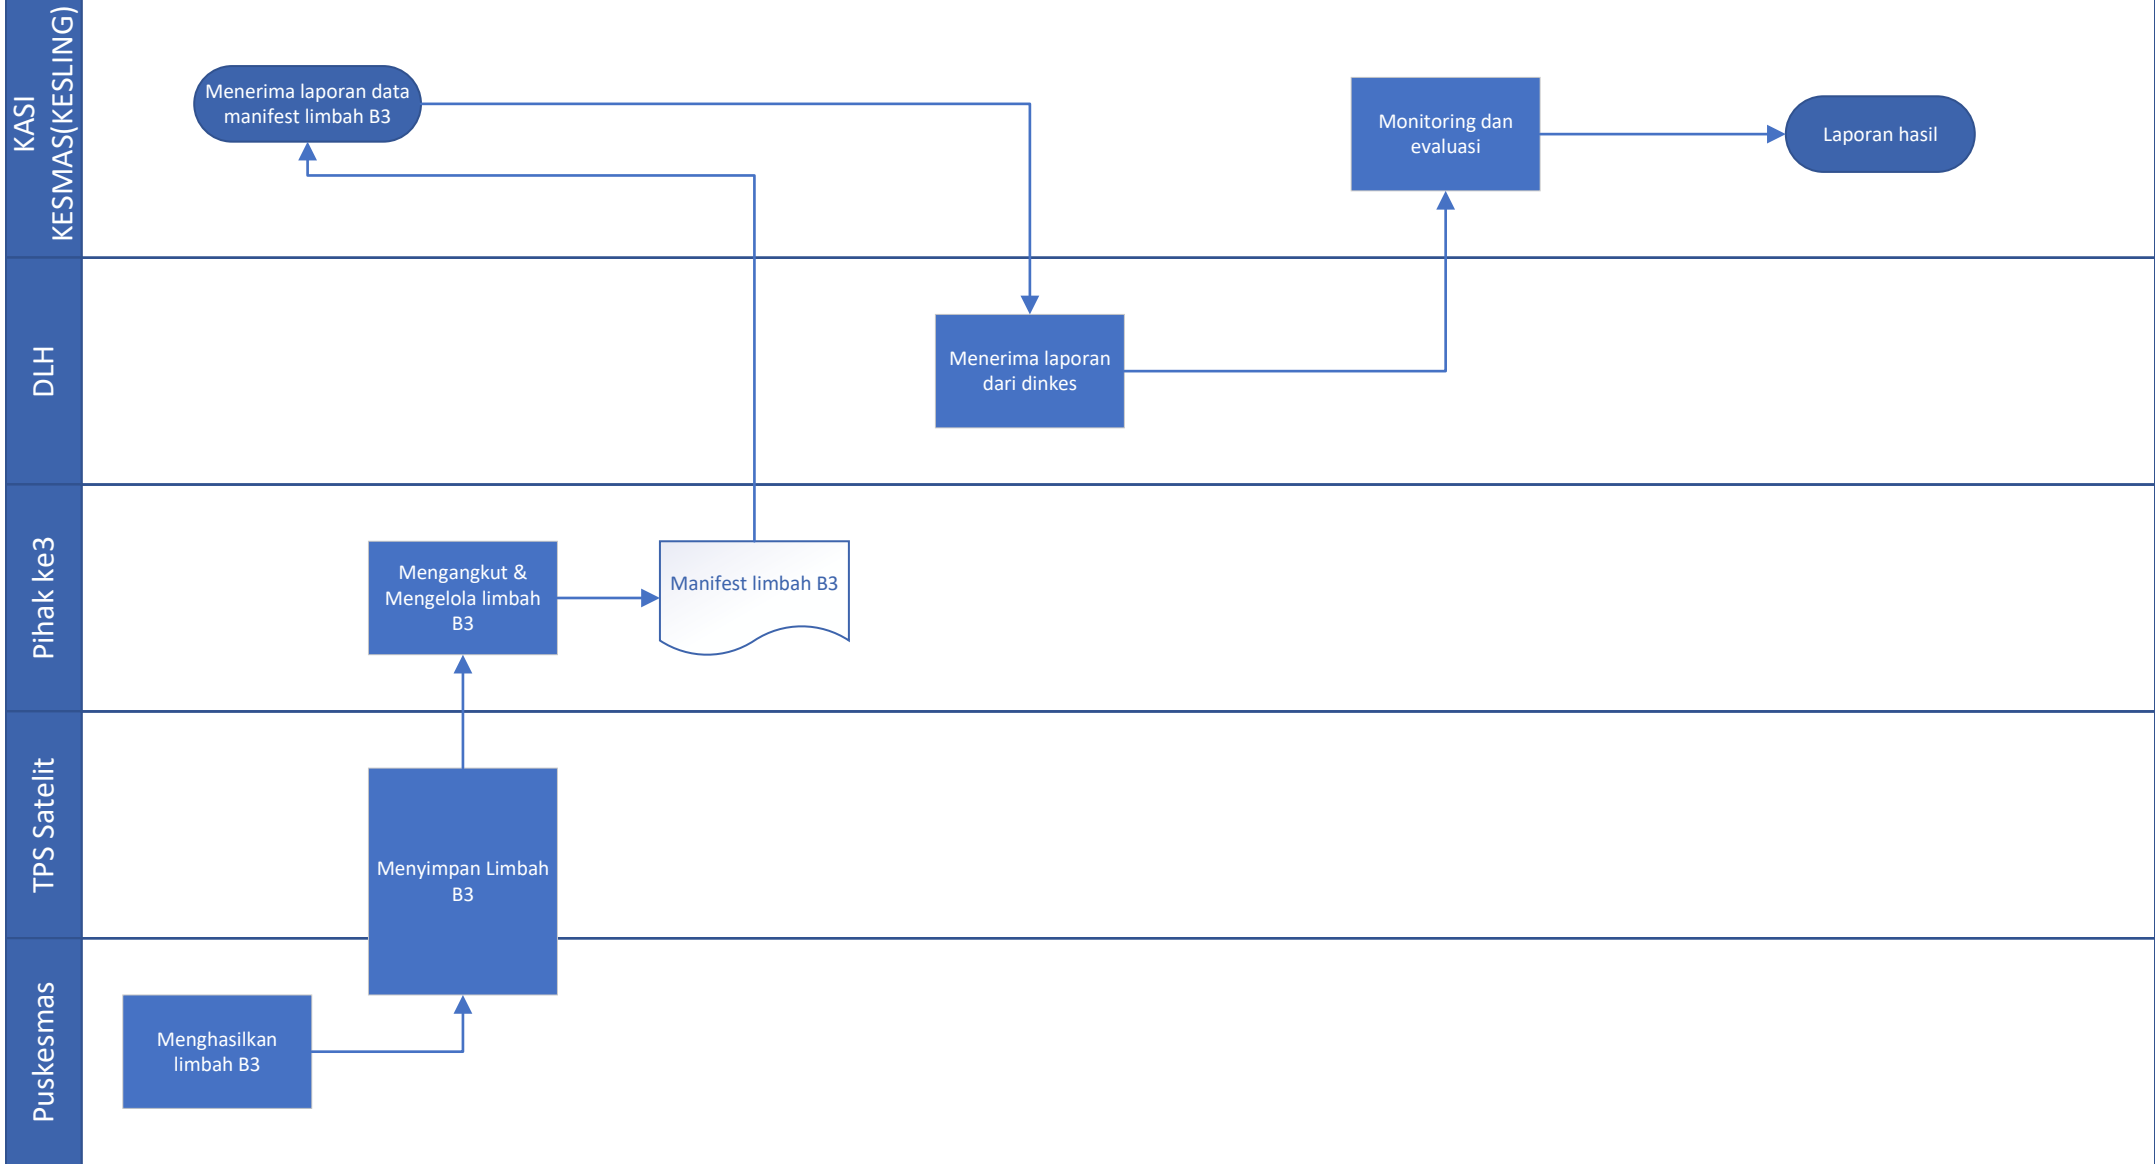 KASI
KESMAS(KESLING)
Menerima laporan data
manifest limbah B3
Monitoring dan
evaluasi
Laporan hasil
DLH
Menerima laporan
dari dinkes
Pihak ke3
Mengangkut &
Mengelola limbah
B3
Manifest limbah B3
TPS Satelit
Menyimpan Limbah
B3
Puskesmas
Menghasilkan
limbah B3